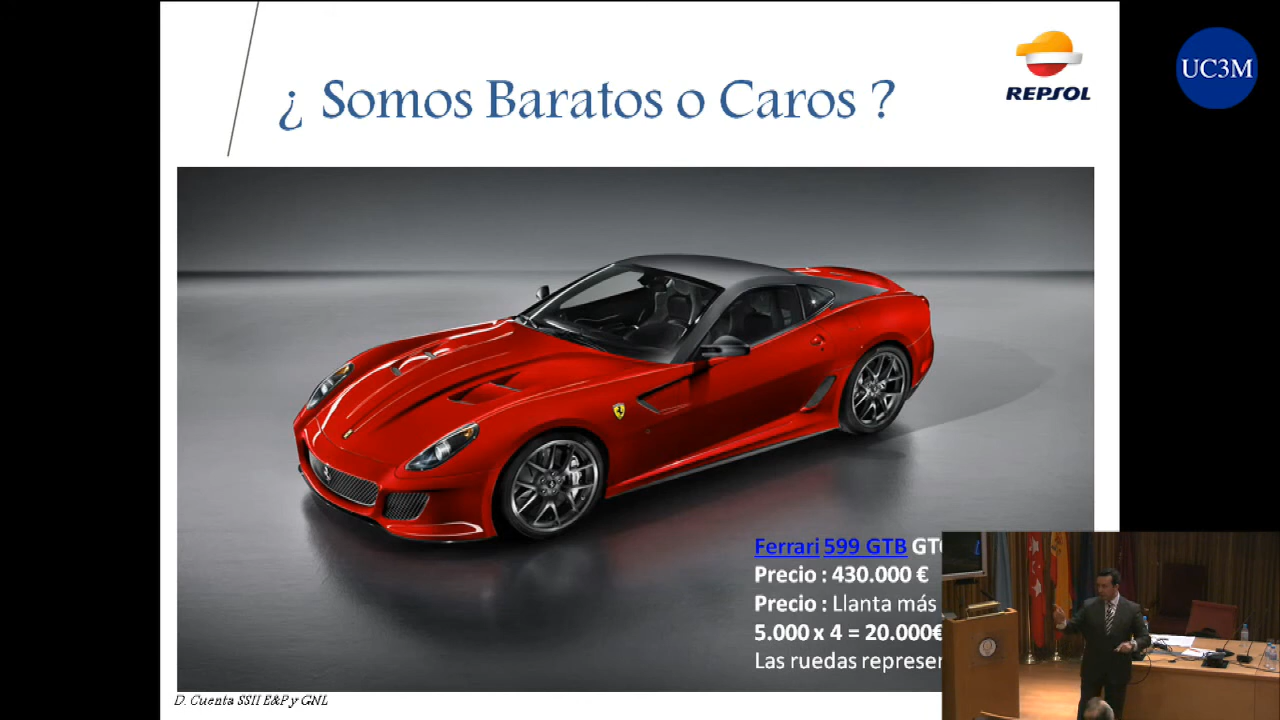 ¿ Somos Baratos o Caros ?
REPSOL
UC3M
Ferrari 599 GTB
Precio : 430.000 €
Precio : Llanta más
5.000 x 4 = 20.000€
Las ruedas
D. Cuenta SSII E&P y GNL